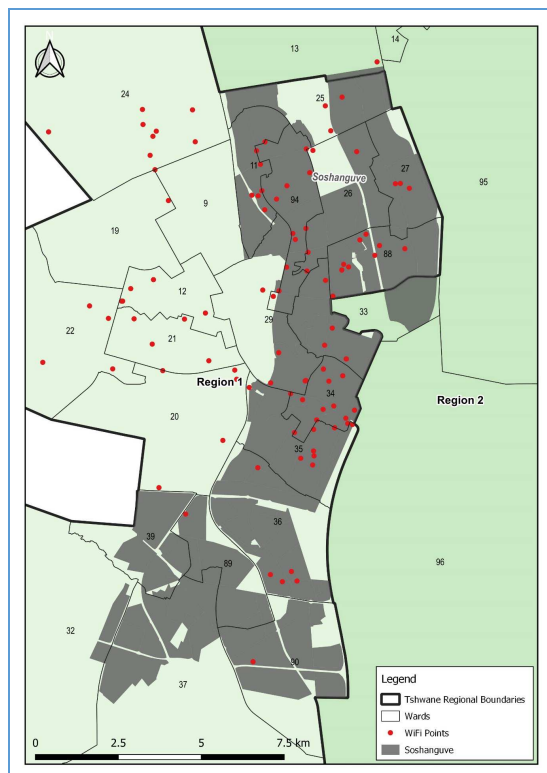 N
14
13
24
25
11
27
Soshanguve
26
95
94
9
19
88
12
29
33
22
21
Region 1
34
Region 2
20
35
36
39
89
96
32
90
37
Legend
Tshwane Regional Boundaries
Wards
WiFi Points
Soshanguve
0 2.5 5 7.5 km